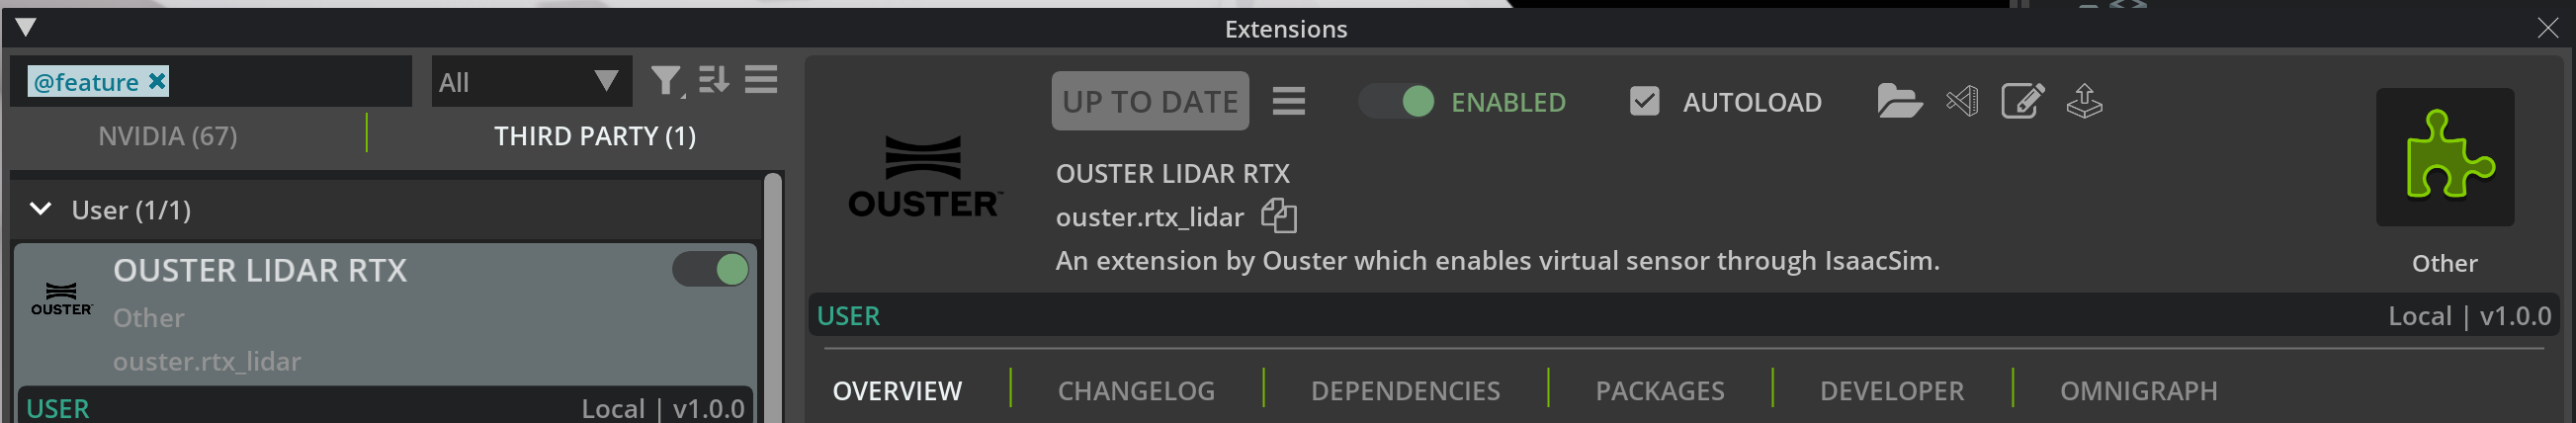 Extensions
@feature
All
NVIDIA (67)
THIRD PARTY (1)
User (1/1)
OUSTER
OUSTER LIDAR RTX
Other
ouster.rtx_lidar
USER
Local | v1.0.0
UP TO DATE
ENABLED
AUTOLOAD
OUSTER™
OUSTER LIDAR RTX
ouster.rtx_lidar
An extension by Ouster which enables virtual sensor through IsaacSim.
Other
USER
Local | v1.0.0
OVERVIEW
CHANGELOG
DEPENDENCIES
PACKAGES
DEVELOPER
OMNIGRAPH